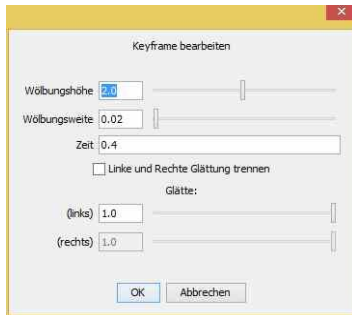 Keyframe bearbeiten
Wölbungshöhe 2.0
Wölbungsweite 0.02
Zeit 0.4
Linke und Rechte Glättung trennen
Glätte:
(links) 1.0
(rechts) 1.0
OK Abbrechen